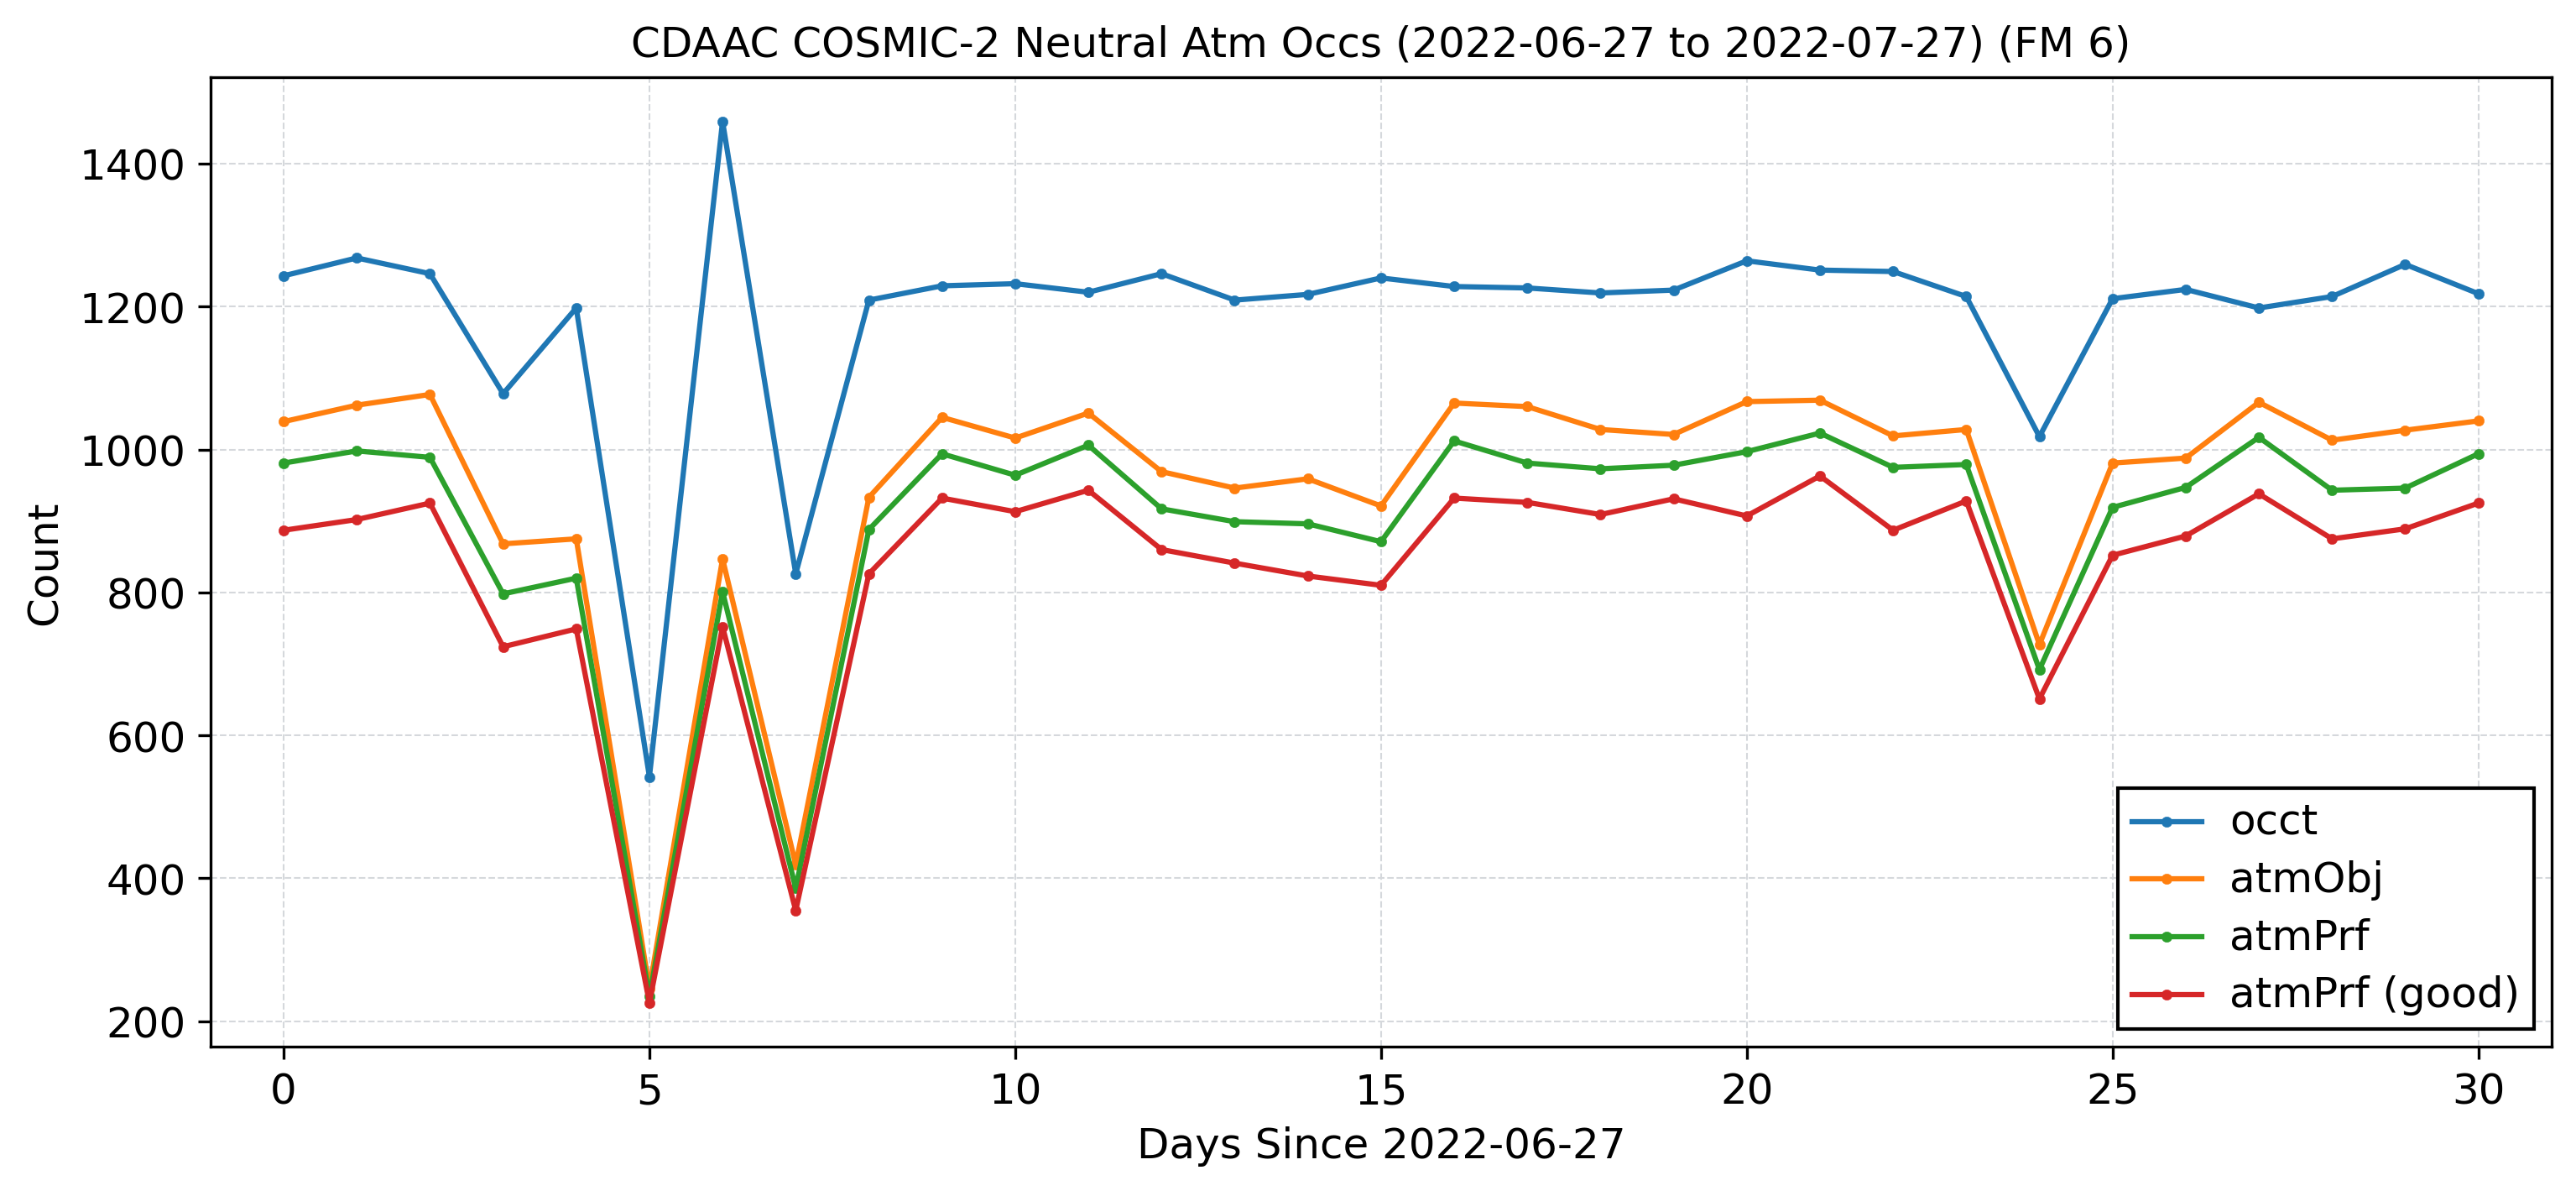 CDAAC COSMIC-2 Neutral Atm Occs (2022-06-27 to 2022-07-27) (FM 6)
Count
1400
1200
1000
800
600
400
200
0 5 10 15 20 25 30
Days Since 2022-06-27
occt
atmObj
atmPrf
atmPrf (good)